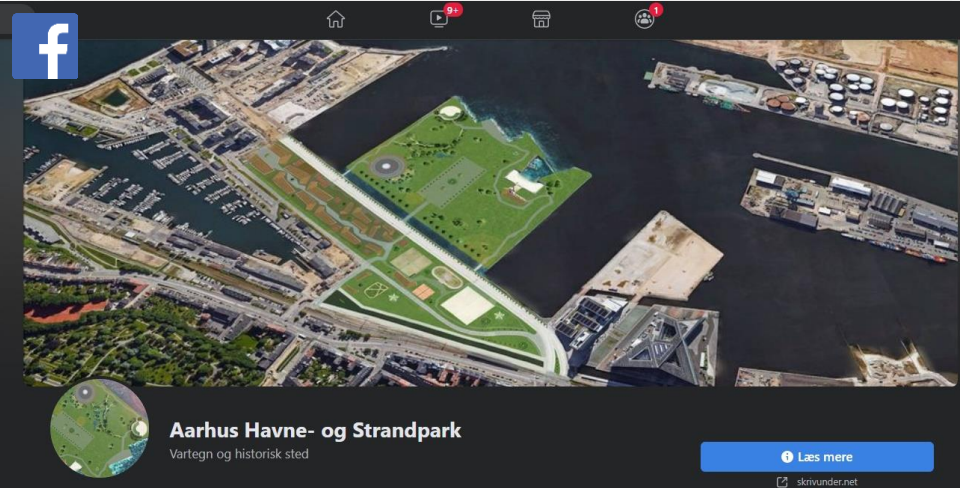 f
9+
1
Aarhus Havne- og Strandpark
Vartegn og historisk sted
Læs mere
skrivunder.net